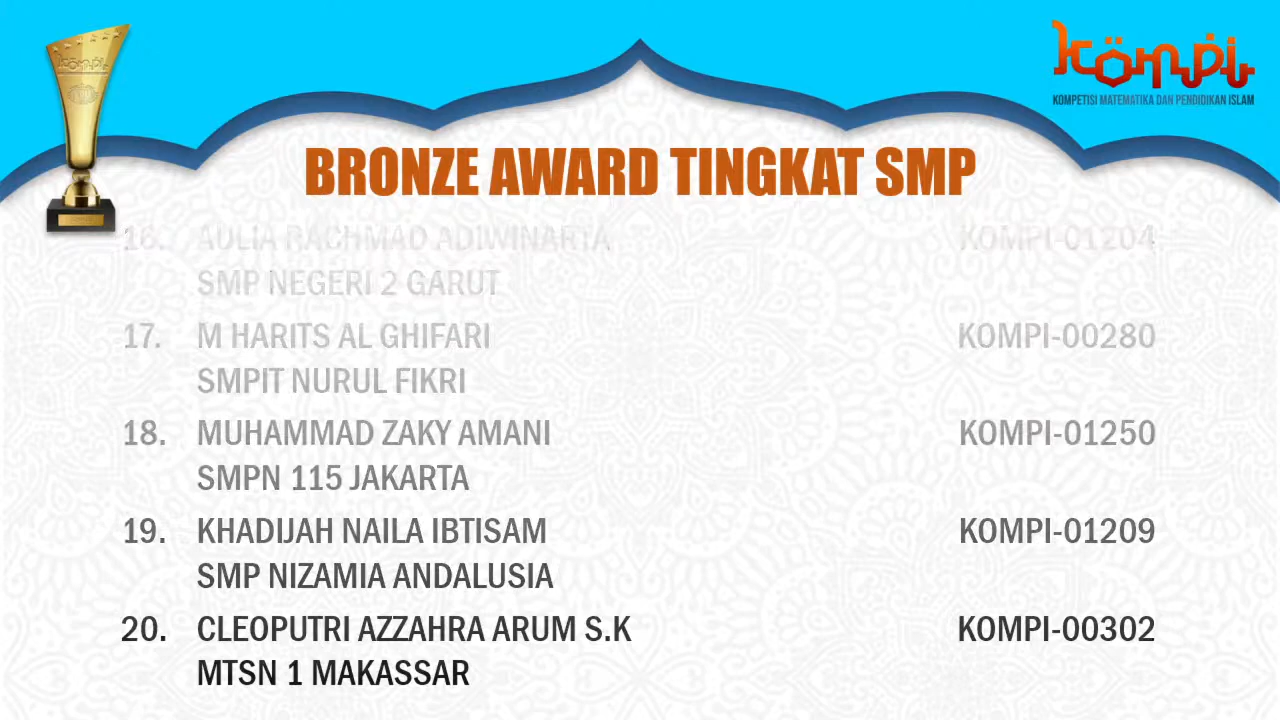 kömpi
KOMPETISI MATEMATIKA DAN PENDIDIKAN ISLAM
BRONZE AWARD TINGKAT SMP
16. AULIA RACHMAD ADIWINARTA KOMPI-01204
SMP NEGERI 2 GARUT
17. M HARITS AL GHIFARI KOMPI-00280
SMPIT NURUL FIKRI
18. MUHAMMAD ZAKY AMANI KOMPI-01250
SMPN 115 JAKARTA
19. KHADIJAH NAILA IBTISAM KOMPI-01209
SMP NIZAMIA ANDALUSIA
20. CLEOPUTRI AZZAHRA ARUM S.K KOMPI-00302
MTSN 1 MAKASSAR